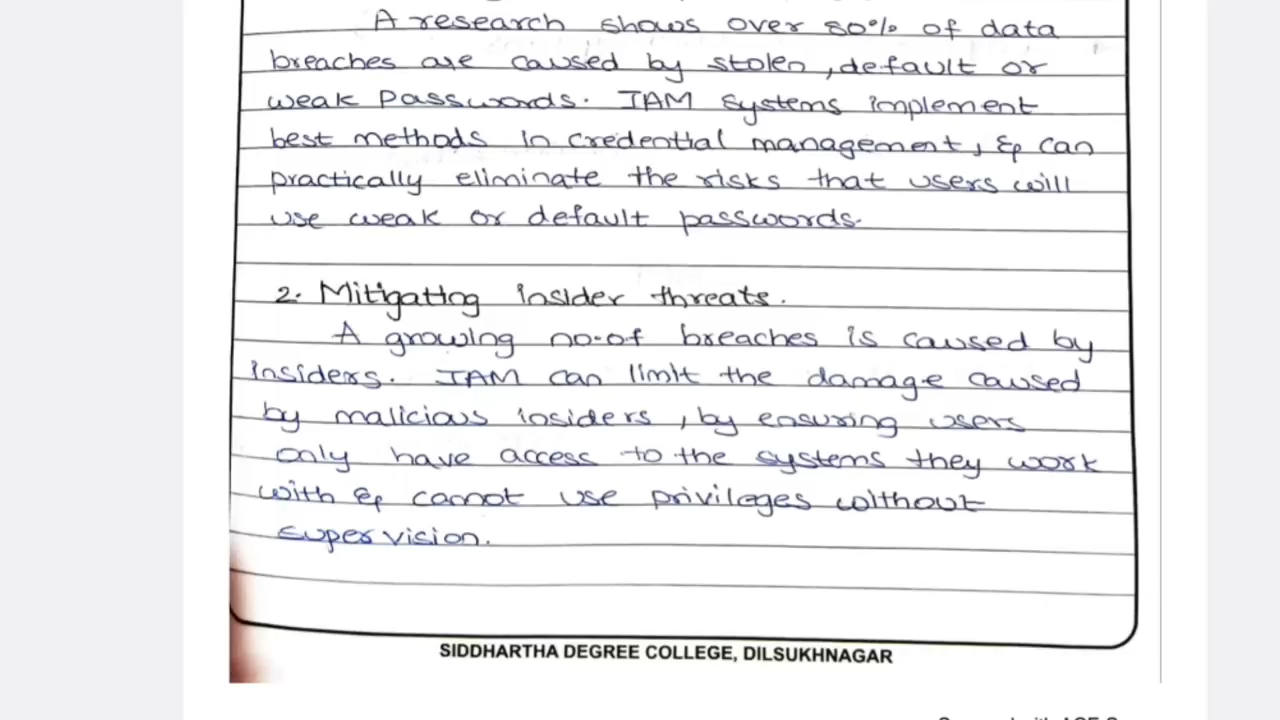 A research shows over 80% of data
breaches are caused by stolen, default or
weak passwords. IAM systems implement
best methods in credential management, & can
practically eliminate the risks that users will
use weak or default passwords.
2. Mitigating insider threats.
A growing no. of breaches is caused by
insiders. IAM can limit the damage caused
by malicious insiders, by ensuring users
only have access to the systems they work
with & cannot use privileges without
supervision.
SIDDHARTHA DEGREE COLLEGE, DILSUKHNAGAR